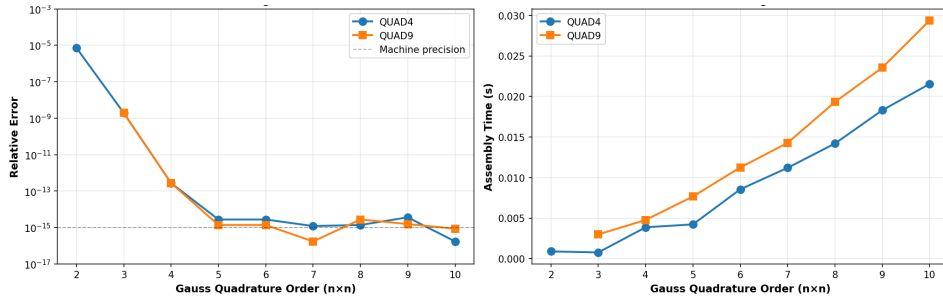 10⁻³
10⁻⁵
10⁻⁷
10⁻⁹
10⁻¹¹
10⁻¹³
10⁻¹⁵
10⁻¹⁷
Relative Error
QUAD4
QUAD9
Machine precision
2 3 4 5 6 7 8 9 10
Gauss Quadrature Order (n×n)
0.030
0.025
0.020
0.015
0.010
0.005
0.000
Assembly Time (s)
QUAD4
QUAD9
2 3 4 5 6 7 8 9 10
Gauss Quadrature Order (n×n)